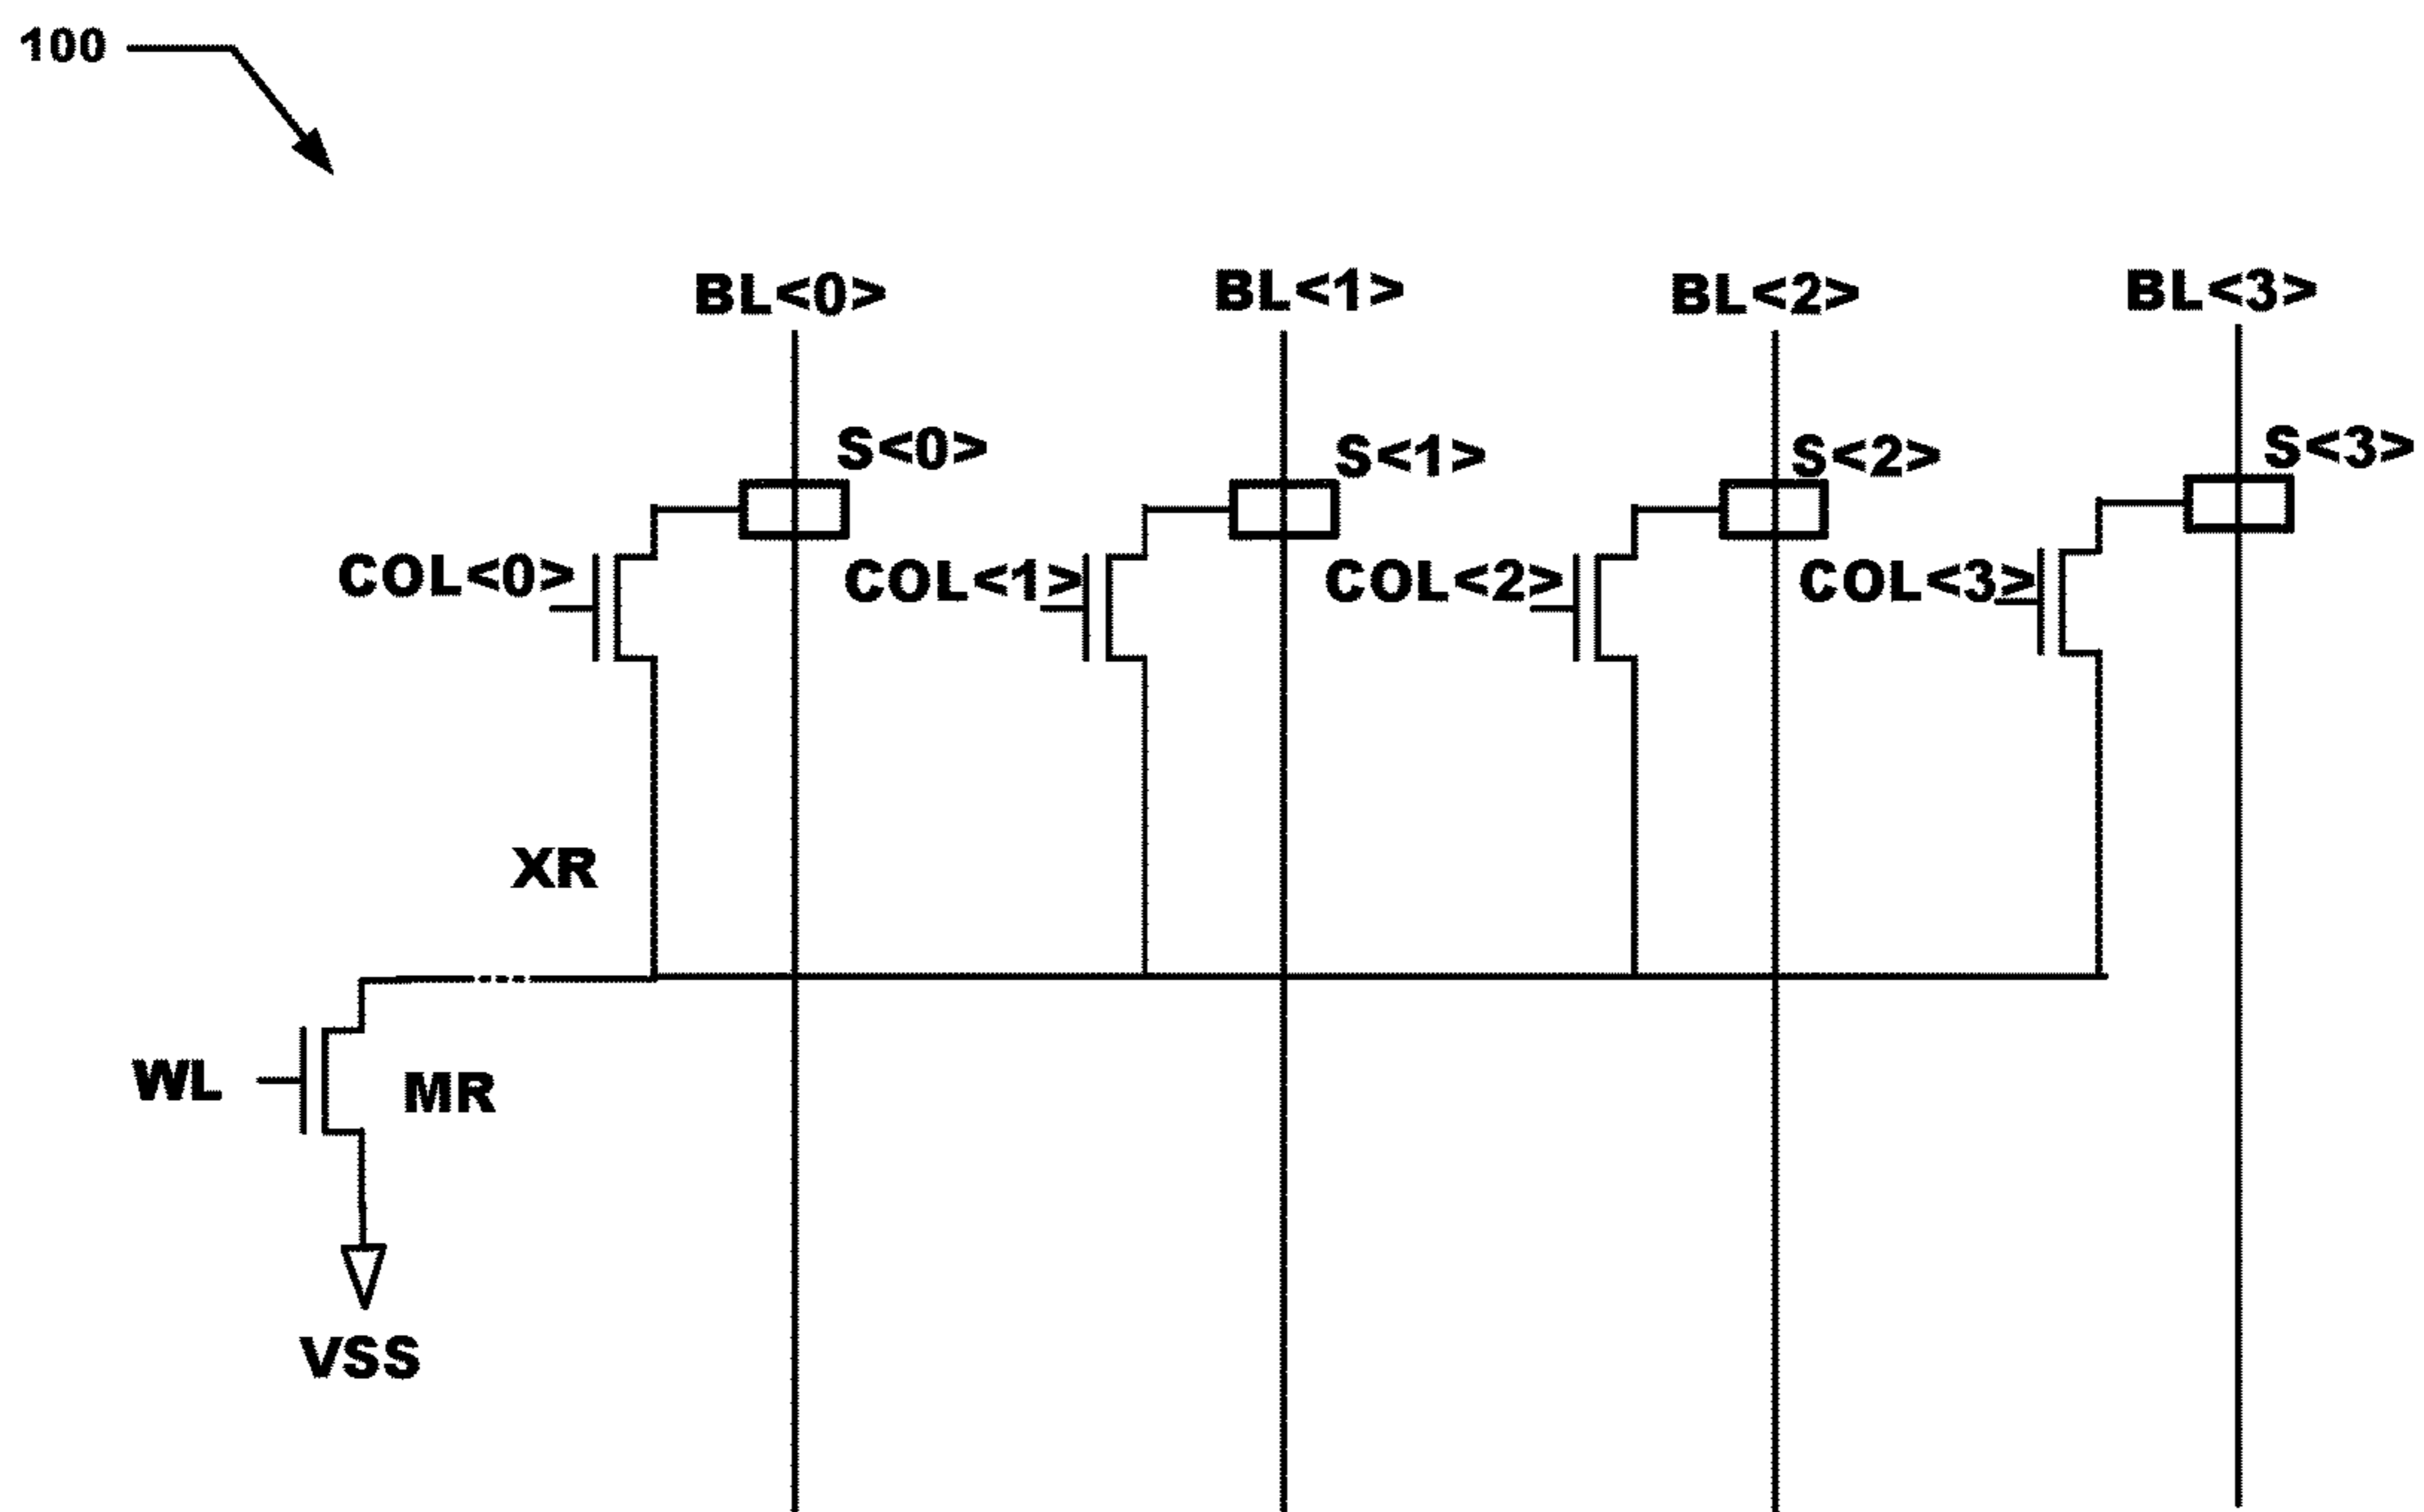 100
BL<0> BL<1> BL<2> BL<3>
S<0> S<1> S<2> S<3>
COL<0> COL<1> COL<2> COL<3>
XR
WL MR
VSS